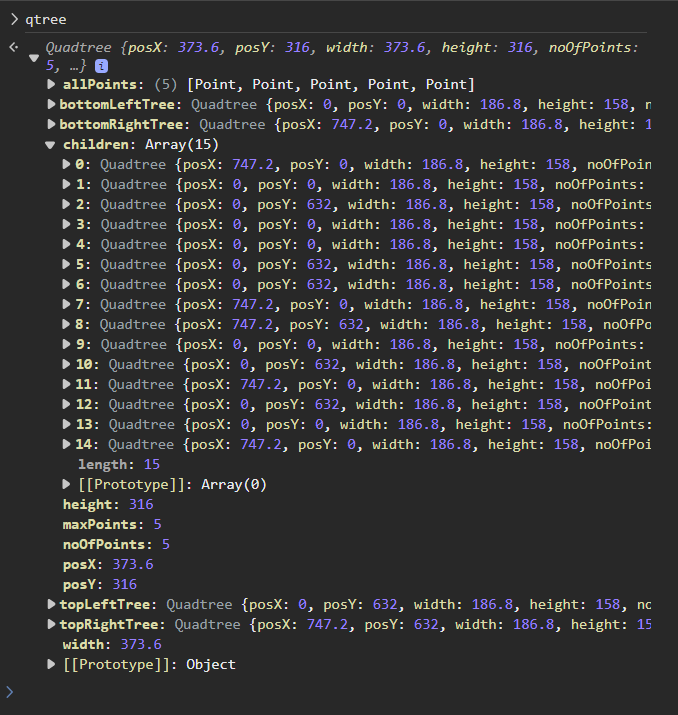 qtree
Quadtree {posX: 373.6, posY: 316, width: 373.6, height: 316, noOfPoints:
5, …} i
allPoints: (5) [Point, Point, Point, Point, Point]
bottomLeftTree: Quadtree {posX: 0, posY: 0, width: 186.8, height: 158, n
bottomRightTree: Quadtree {posX: 747.2, posY: 0, width: 186.8, height: 1
children: Array(15)
0: Quadtree {posX: 747.2, posY: 0, width: 186.8, height: 158, noOfPoin
1: Quadtree {posX: 0, posY: 0, width: 186.8, height: 158, noOfPoints:
2: Quadtree {posX: 0, posY: 632, width: 186.8, height: 158, noOfPoints
3: Quadtree {posX: 0, posY: 0, width: 186.8, height: 158, noOfPoints:
4: Quadtree {posX: 0, posY: 0, width: 186.8, height: 158, noOfPoints:
5: Quadtree {posX: 0, posY: 632, width: 186.8, height: 158, noOfPoints
6: Quadtree {posX: 0, posY: 632, width: 186.8, height: 158, noOfPoints
7: Quadtree {posX: 747.2, posY: 0, width: 186.8, height: 158, noOfPoin
8: Quadtree {posX: 747.2, posY: 632, width: 186.8, height: 158, noOfPo
9: Quadtree {posX: 0, posY: 0, width: 186.8, height: 158, noOfPoints:
10: Quadtree {posX: 0, posY: 632, width: 186.8, height: 158, noOfPoint
11: Quadtree {posX: 747.2, posY: 0, width: 186.8, height: 158, noOfPoi
12: Quadtree {posX: 0, posY: 632, width: 186.8, height: 158, noOfPoint
13: Quadtree {posX: 0, posY: 0, width: 186.8, height: 158, noOfPoints:
14: Quadtree {posX: 747.2, posY: 0, width: 186.8, height: 158, noOfPoi
length: 15
[[Prototype]]: Array(0)
height: 316
maxPoints: 5
noOfPoints: 5
posX: 373.6
posY: 316
topLeftTree: Quadtree {posX: 0, posY: 632, width: 186.8, height: 158, no
topRightTree: Quadtree {posX: 747.2, posY: 632, width: 186.8, height: 15
width: 373.6
[[Prototype]]: Object